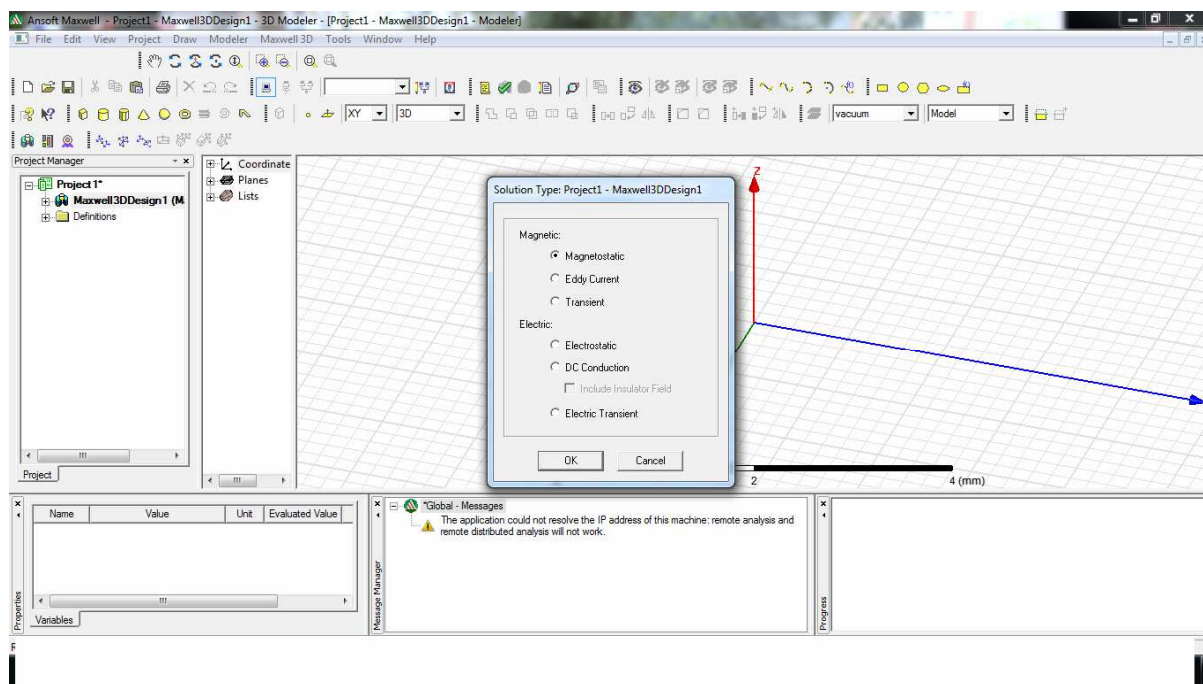 Ansoft Maxwell - Project1 - Maxwell3DDesign1 - 3D Modeler - [Project1 - Maxwell3DDesign1 - Modeler]
File Edit View Project Draw Modeler Maxwell3D Tools Window Help
XY 3D vacuum Model
Project Manager
Project1*
Maxwell3DDesign1 (M
Definitions
Project
Coordinate
Planes
Lists
Solution Type: Project1 - Maxwell3DDesign1
Magnetic:
Magnetostatic
Eddy Current
Transient
Electric:
Electrostatic
DC Conduction
Include Insulator Field
Electric Transient
OK Cancel
Z
2 4 (mm)
Name Value Unit Evaluated Value
Variables
Properties
*Global - Messages
The application could not resolve the IP address of this machine: remote analysis and
remote distributed analysis will not work.
Message Manager
Progress